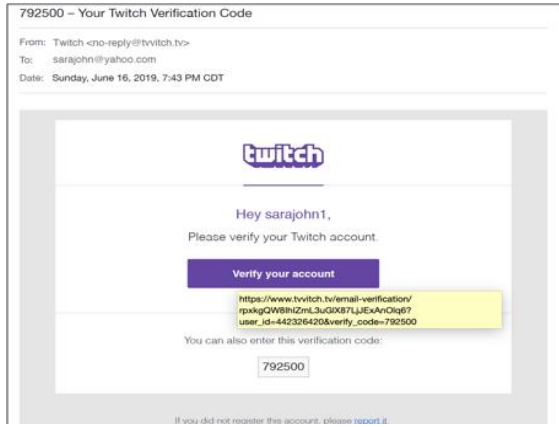 792500 – Your Twitch Verification Code
From: Twitch <no-reply@tvvitch.tv>
To: sarajohn@yahoo.com
Date: Sunday, June 16, 2019, 7:43 PM CDT
twitch
Hey sarajohn1,
Please verify your Twitch account.
Verify your account
https://www.tvvitch.tv/email-verification/
rpxkgQW8IhIZmL3uGlX87LjJExAnOlq6?
user_id=442326420&verify_code=792500
You can also enter this verification code:
792500
If you did not register this account, please report it.